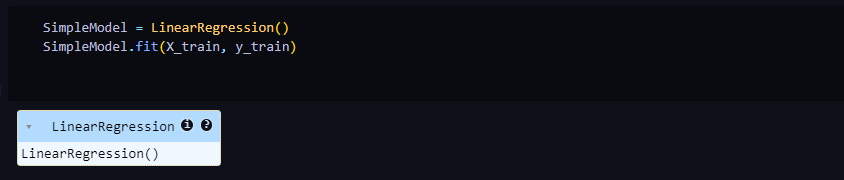 SimpleModel = LinearRegression()
SimpleModel.fit(X_train, y_train)
LinearRegression i ?
LinearRegression()